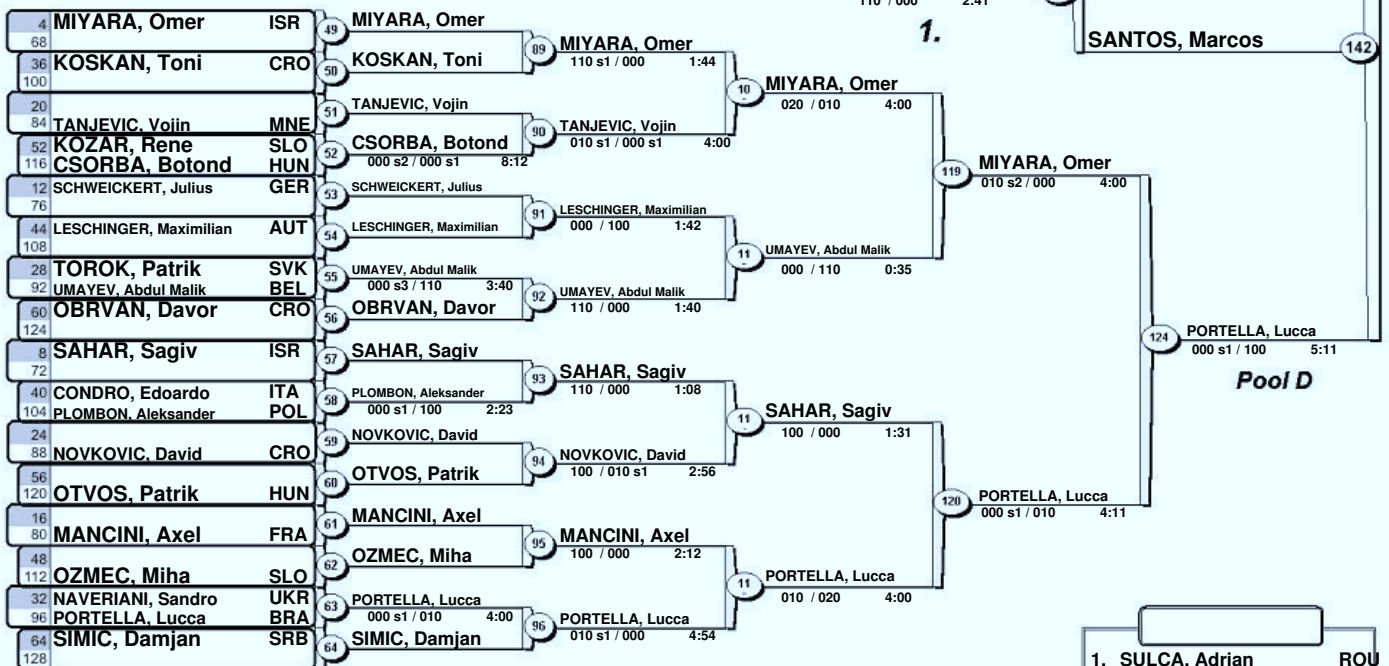 110 / 000 2:41
1.
SANTOS, Marcos
142
4 MIYARA, Omer ISR
68
36 KOSKAN, Toni CRO
100
20
84 TANJEVIC, Vojin MNE
52 KOZAR, Rene SLO
116 CSORBA, Botond HUN
12 SCHWEICKERT, Julius GER
76
44 LESCHINGER, Maximilian AUT
108
28 TOROK, Patrik SVK
92 UMAYEV, Abdul Malik BEL
60 OBRVAN, Davor CRO
124
8 SAHAR, Sagiv ISR
72
40 CONDRO, Edoardo ITA
104 PLOMBON, Aleksander POL
24
88 NOVKOVIC, David CRO
56
120 OTVOS, Patrik HUN
16
80 MANCINI, Axel FRA
48
112 OZMEC, Miha SLO
32 NAVERIANI, Sandro UKR
96 PORTELLA, Lucca BRA
64 SIMIC, Damjan SRB
128
49 MIYARA, Omer
50 KOSKAN, Toni
51 TANJEVIC, Vojin
52 CSORBA, Botond
000 s2 / 000 s1 8:12
53 SCHWEICKERT, Julius
54 LESCHINGER, Maximilian
55 UMAYEV, Abdul Malik
000 s3 / 110 3:40
56 OBRVAN, Davor
57 SAHAR, Sagiv
58 PLOMBON, Aleksander
000 s1 / 100 2:23
59 NOVKOVIC, David
60 OTVOS, Patrik
61 MANCINI, Axel
62 OZMEC, Miha
63 PORTELLA, Lucca
000 s1 / 010 4:00
64 SIMIC, Damjan
89 MIYARA, Omer
110 s1 / 000 1:44
90 TANJEVIC, Vojin
010 s1 / 000 s1 4:00
91 LESCHINGER, Maximilian
000 / 100 1:42
92 UMAYEV, Abdul Malik
110 / 000 1:40
93 SAHAR, Sagiv
110 / 000 1:08
94 NOVKOVIC, David
100 / 010 s1 2:56
95 MANCINI, Axel
100 / 000 2:12
96 PORTELLA, Lucca
010 s1 / 000 4:54
10 MIYARA, Omer
020 / 010 4:00
11 UMAYEV, Abdul Malik
000 / 110 0:35
11 SAHAR, Sagiv
100 / 000 1:31
11 PORTELLA, Lucca
010 / 020 4:00
119 MIYARA, Omer
010 s2 / 000 4:00
120 PORTELLA, Lucca
000 s1 / 010 4:11
124 PORTELLA, Lucca
000 s1 / 100 5:11
Pool D
1. SULCA, Adrian ROU